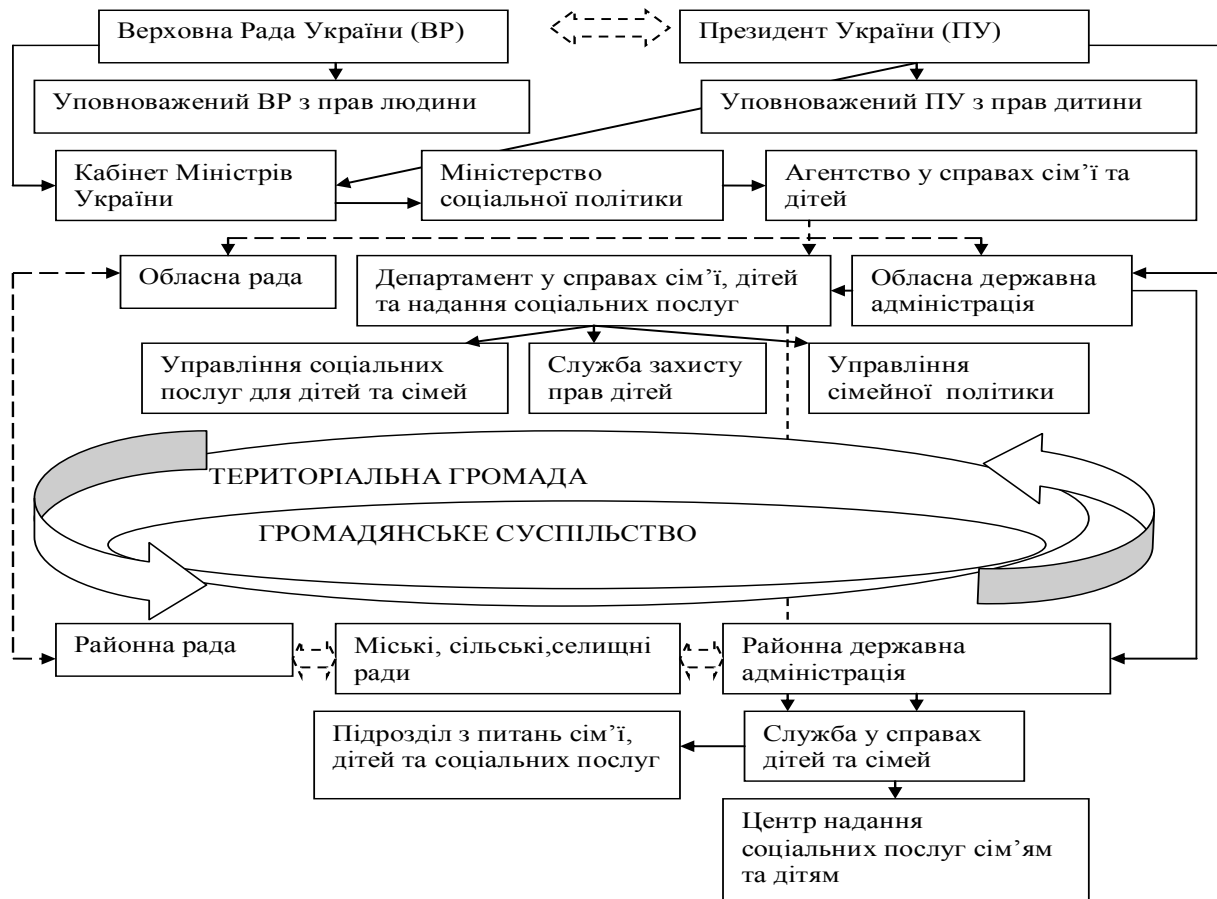 Верховна Рада України (ВР)
Президент України (ПУ)
Уповноважений ВР з прав людини
Уповноважений ПУ з прав дитини
Кабінет Міністрів
України
Міністерство
соціальної політики
Агентство у справах сім’ї та
дітей
Обласна рада
Департамент у справах сім’ї, дітей
та надання соціальних послуг
Обласна державна
адміністрація
Управління соціальних
послуг для дітей та сімей
Служба захисту
прав дітей
Управління
сімейної  політики
ТЕРИТОРІАЛЬНА ГРОМАДА
ГРОМАДЯНСЬКЕ СУСПІЛЬСТВО
Районна рада
Міські, сільські,селищні
ради
Районна державна
адміністрація
Підрозділ з питань сім’ї,
дітей та соціальних послуг
Служба у справах
дітей та сімей
Центр надання
соціальних послуг сім’ям
та дітям